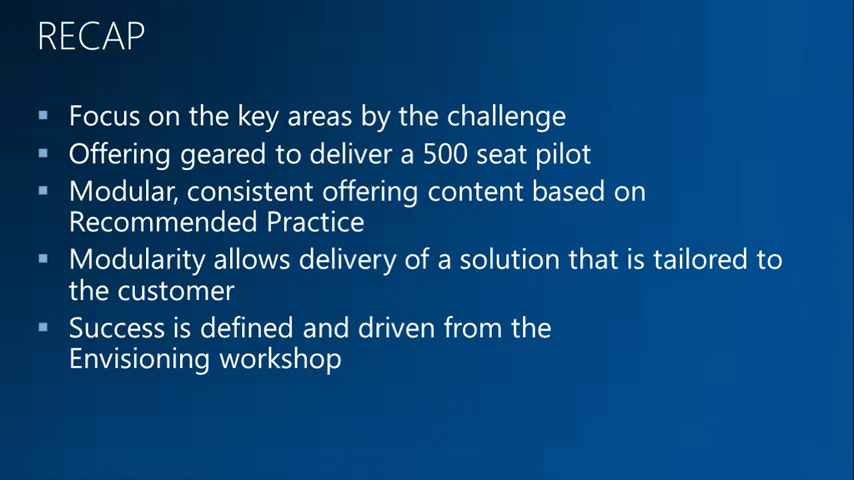 RECAP
Focus on the key areas by the challenge
Offering geared to deliver a 500 seat pilot
Modular, consistent offering content based on
Recommended Practice
Modularity allows delivery of a solution that is tailored to
the customer
Success is defined and driven from the
Envisioning workshop